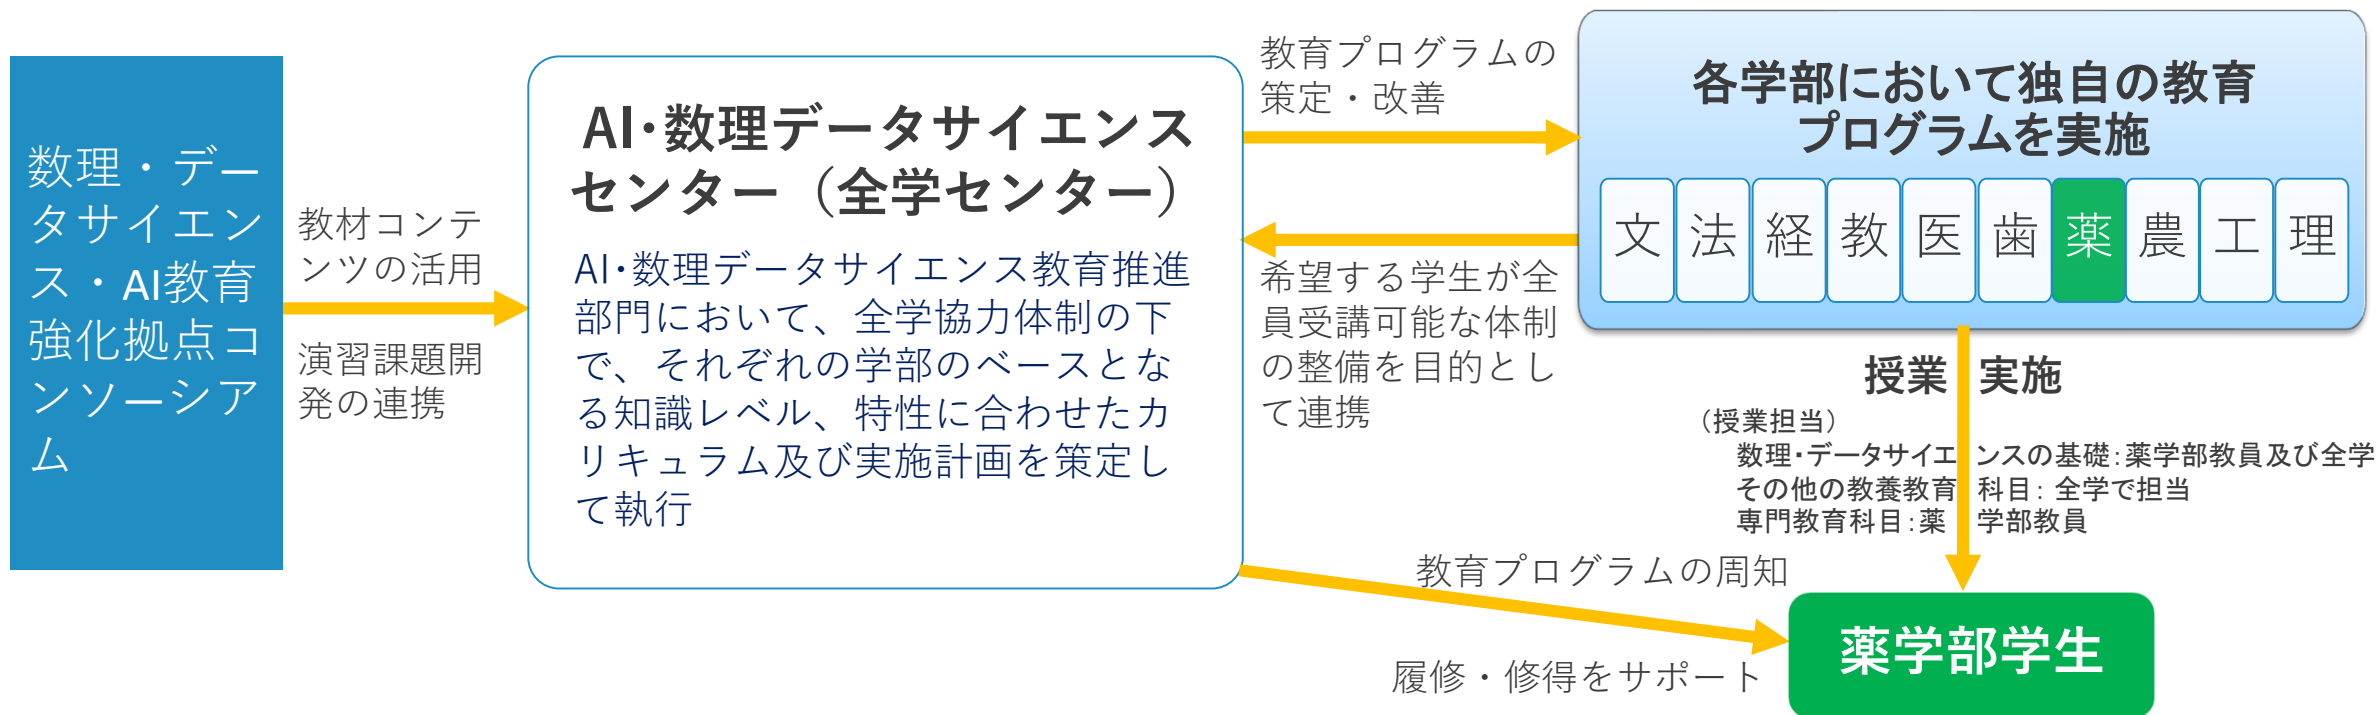 数理・デー
タサイエン
ス・AI教育
強化拠点コ
ンソーシア
ム
教材コンテ
ンツの活用
演習課題開
発の連携
AI・数理データサイエンス
センター（全学センター）
AI・数理データサイエンス教育推進
部門において、全学協力体制の下
で、それぞれの学部のベースとな
る知識レベル、特性に合わせたカ
リキュラム及び実施計画を策定し
て執行
教育プログラムの
策定・改善
希望する学生が全
員受講可能な体制
の整備を目的とし
て連携
各学部において独自の教育
プログラムを実施
文 法 経 教 医 歯 薬 農 工 理
授業 実施
（授業担当）
数理・データサイエンスの基礎：薬学部教員及び全学
その他の教養教育科目：全学で担当
専門教育科目：薬学部教員
教育プログラムの周知
履修・修得をサポート
薬学部学生